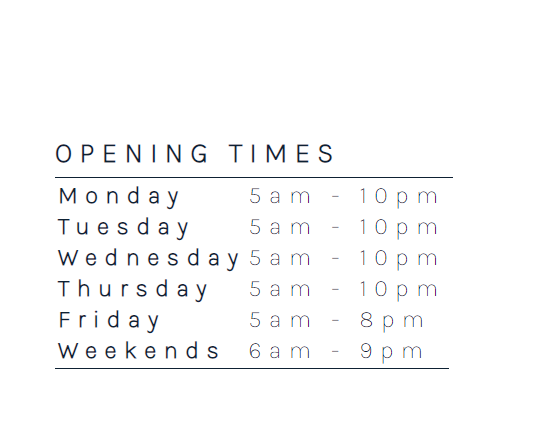 OPENING TIMES
Monday 5am - 10pm
Tuesday 5am - 10pm
Wednesday 5am - 10pm
Thursday 5am - 10pm
Friday 5am - 8pm
Weekends 6am - 9pm